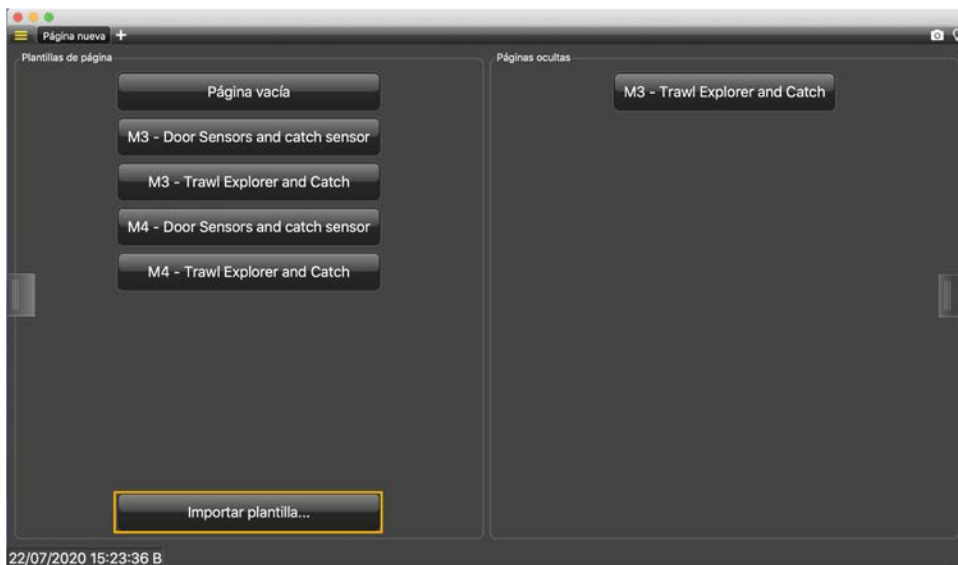 Página nueva
Plantillas de página
Páginas ocultas
Página vacía
M3 - Trawl Explorer and Catch
M3 - Door Sensors and catch sensor
M3 - Trawl Explorer and Catch
M4 - Door Sensors and catch sensor
M4 - Trawl Explorer and Catch
Importar plantilla...
22/07/2020 15:23:36 B